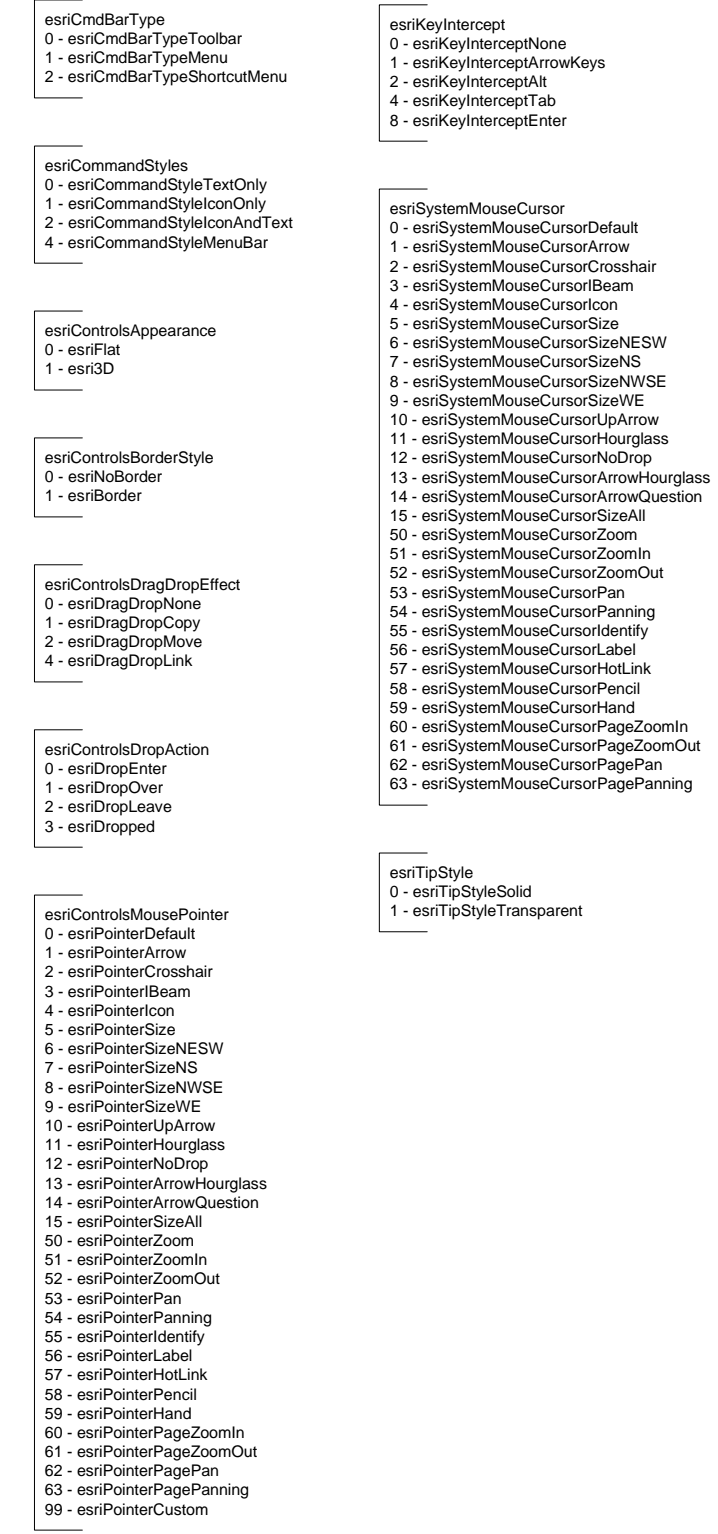 esriCmdBarType
0 - esriCmdBarTypeToolbar
1 - esriCmdBarTypeMenu
2 - esriCmdBarTypeShortcutMenu
esriCommandStyles
0 - esriCommandStyleTextOnly
1 - esriCommandStyleIconOnly
2 - esriCommandStyleIconAndText
4 - esriCommandStyleMenuBar
esriControlsAppearance
0 - esriFlat
1 - esri3D
esriControlsBorderStyle
0 - esriNoBorder
1 - esriBorder
esriControlsDragDropEffect
0 - esriDragDropNone
1 - esriDragDropCopy
2 - esriDragDropMove
4 - esriDragDropLink
esriControlsDropAction
0 - esriDropEnter
1 - esriDropOver
2 - esriDropLeave
3 - esriDropped
esriControlsMousePointer
0 - esriPointerDefault
1 - esriPointerArrow
2 - esriPointerCrosshair
3 - esriPointerIBeam
4 - esriPointerIcon
5 - esriPointerSize
6 - esriPointerSizeNESW
7 - esriPointerSizeNS
8 - esriPointerSizeNWSE
9 - esriPointerSizeWE
10 - esriPointerUpArrow
11 - esriPointerHourglass
12 - esriPointerNoDrop
13 - esriPointerArrowHourglass
14 - esriPointerArrowQuestion
15 - esriPointerSizeAll
50 - esriPointerZoom
51 - esriPointerZoomIn
52 - esriPointerZoomOut
53 - esriPointerPan
54 - esriPointerPanning
55 - esriPointerIdentify
56 - esriPointerLabel
57 - esriPointerHotLink
58 - esriPointerPencil
59 - esriPointerHand
60 - esriPointerPageZoomIn
61 - esriPointerPageZoomOut
62 - esriPointerPagePan
63 - esriPointerPagePanning
99 - esriPointerCustom
esriKeyIntercept
0 - esriKeyInterceptNone
1 - esriKeyInterceptArrowKeys
2 - esriKeyInterceptAlt
4 - esriKeyInterceptTab
8 - esriKeyInterceptEnter
esriSystemMouseCursor
0 - esriSystemMouseCursorDefault
1 - esriSystemMouseCursorArrow
2 - esriSystemMouseCursorCrosshair
3 - esriSystemMouseCursorIBeam
4 - esriSystemMouseCursorIcon
5 - esriSystemMouseCursorSize
6 - esriSystemMouseCursorSizeNESW
7 - esriSystemMouseCursorSizeNS
8 - esriSystemMouseCursorSizeNWSE
9 - esriSystemMouseCursorSizeWE
10 - esriSystemMouseCursorUpArrow
11 - esriSystemMouseCursorHourglass
12 - esriSystemMouseCursorNoDrop
13 - esriSystemMouseCursorArrowHourglass
14 - esriSystemMouseCursorArrowQuestion
15 - esriSystemMouseCursorSizeAll
50 - esriSystemMouseCursorZoom
51 - esriSystemMouseCursorZoomIn
52 - esriSystemMouseCursorZoomOut
53 - esriSystemMouseCursorPan
54 - esriSystemMouseCursorPanning
55 - esriSystemMouseCursorIdentify
56 - esriSystemMouseCursorLabel
57 - esriSystemMouseCursorHotLink
58 - esriSystemMouseCursorPencil
59 - esriSystemMouseCursorHand
60 - esriSystemMouseCursorPageZoomIn
61 - esriSystemMouseCursorPageZoomOut
62 - esriSystemMouseCursorPagePan
63 - esriSystemMouseCursorPagePanning
esriTipStyle
0 - esriTipStyleSolid
1 - esriTipStyleTransparent